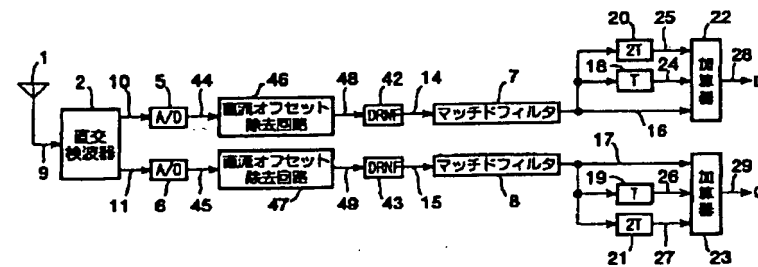 1
2
直交
検波器
9
10
11
5
A/D
44
6
A/D
45
46
直流オフセット
除去回路
47
直流オフセット
除去回路
48
49
42
DRNF
43
DRNF
14
15
7
マッチドフィルタ
8
マッチドフィルタ
20
2T
25
18
T
24
16
22
加算器
28
17
19
T
26
21
2T
27
23
加算器
29